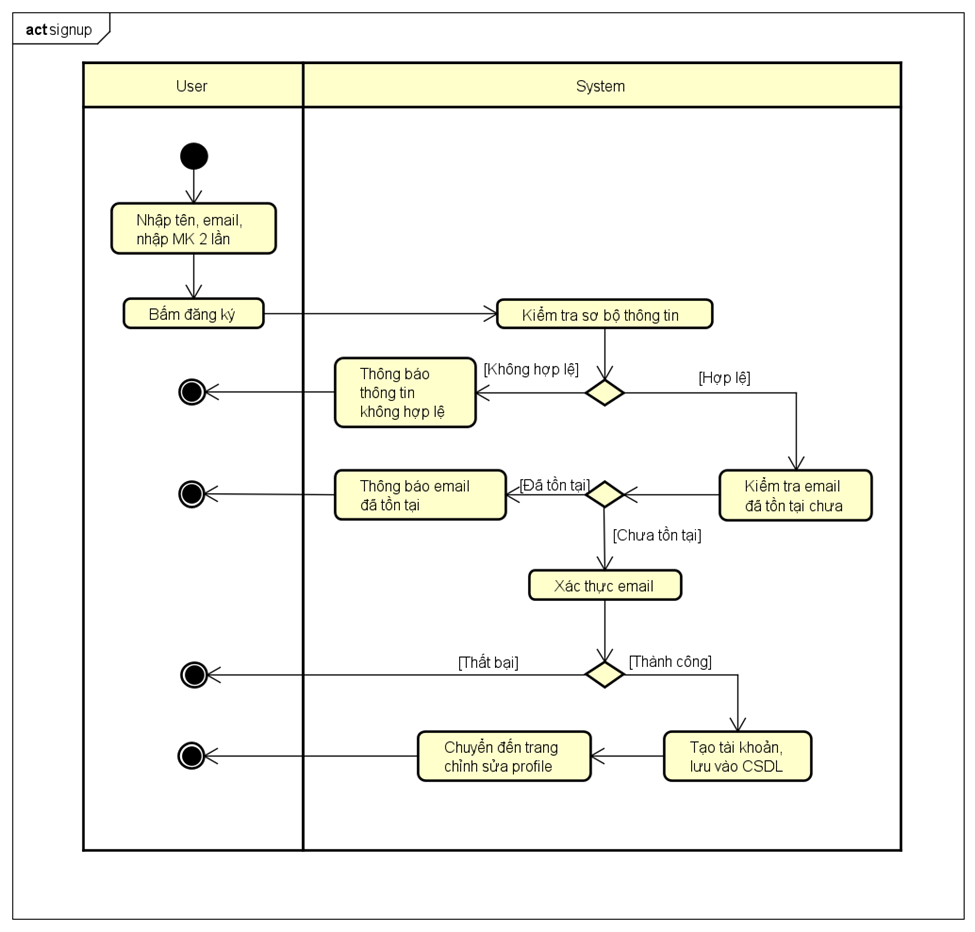 act signup
User
System
Nhập tên, email,
nhập MK 2 lần
Bấm đăng ký
Kiểm tra sơ bộ thông tin
[Không hợp lệ]
[Hợp lệ]
Thông báo
thông tin
không hợp lệ
Thông báo email
đã tồn tại
[Đã tồn tại]
Kiểm tra email
đã tồn tại chưa
[Chưa tồn tại]
Xác thực email
[Thất bại]
[Thành công]
Chuyển đến trang
chỉnh sửa profile
Tạo tài khoản,
lưu vào CSDL